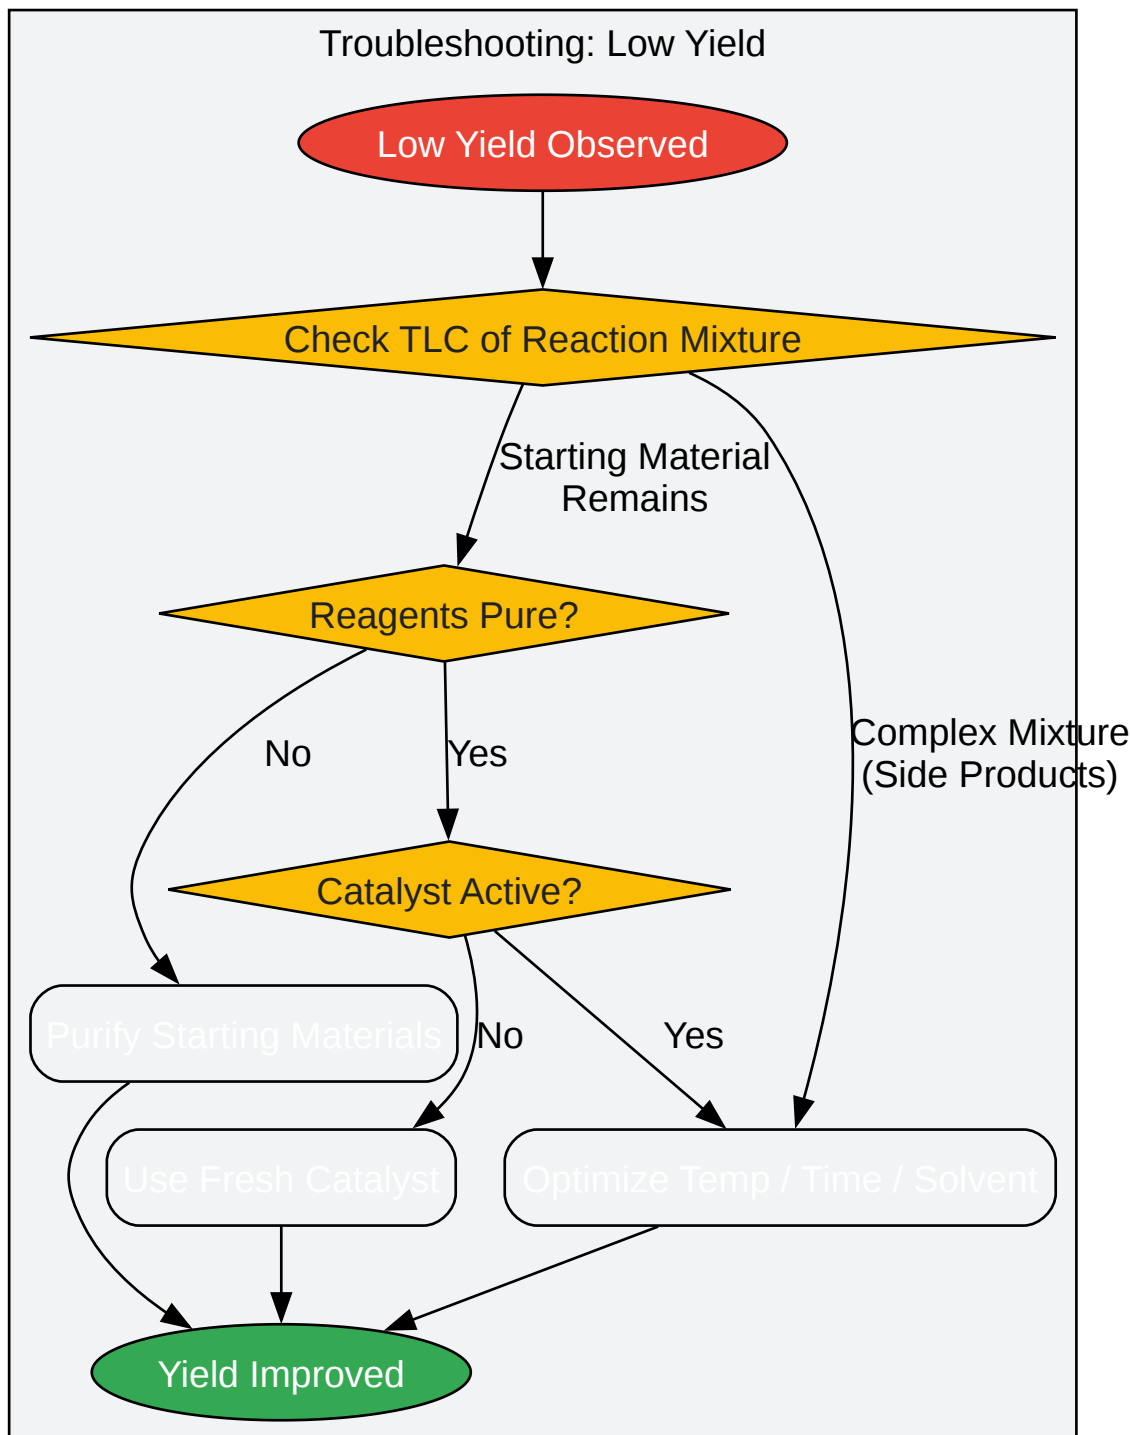 Troubleshooting: Low Yield
Low Yield Observed
Check TLC of Reaction Mixture
Starting Material
Remains
Reagents Pure?
No
Yes
Complex Mixture
(Side Products)
Catalyst Active?
Purify Starting Materials
No
Yes
Use Fresh Catalyst
Optimize Temp / Time / Solvent
Yield Improved